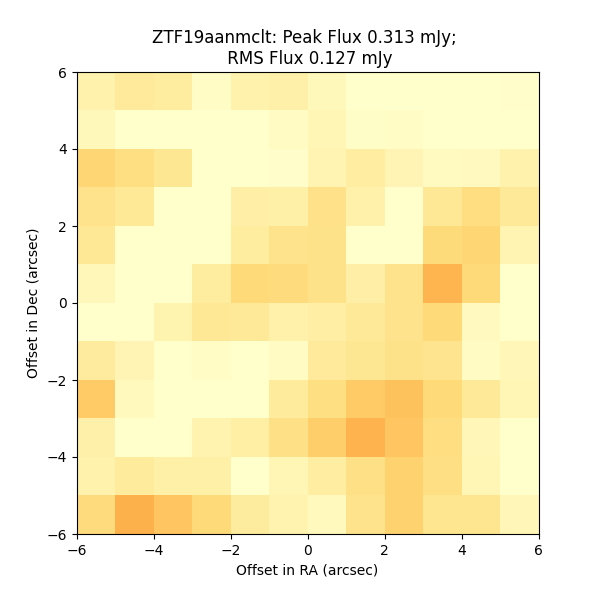 ZTF19aanmclt: Peak Flux 0.313 mJy;
RMS Flux 0.127 mJy
6
4
2
0
−2
−4
−6
Offset in Dec (arcsec)
−6 −4 −2 0 2 4 6
Offset in RA (arcsec)